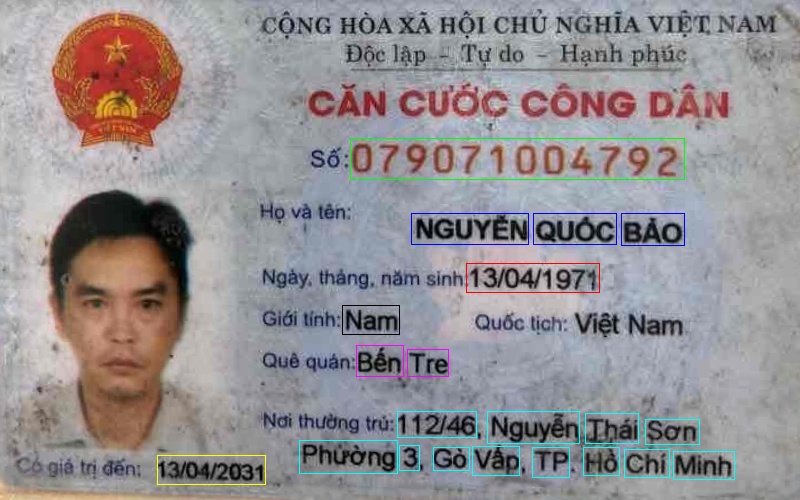 CỘNG HÒA XÃ HỘI CHỦ NGHĨA VIỆT NAM
Độc lập - Tự do - Hạnh phúc
CĂN CƯỚC CÔNG DÂN
Số: 079071004792
Họ và tên:
NGUYỄN QUỐC BẢO
Ngày, tháng, năm sinh: 13/04/1971
Giới tính: Nam Quốc tịch: Việt Nam
Quê quán: Bến Tre
Nơi thường trú: 112/46, Nguyễn Thái Sơn
Phường 3, Gò Vấp, TP. Hồ Chí Minh
Có giá trị đến: 13/04/2031
VIỆT NAM